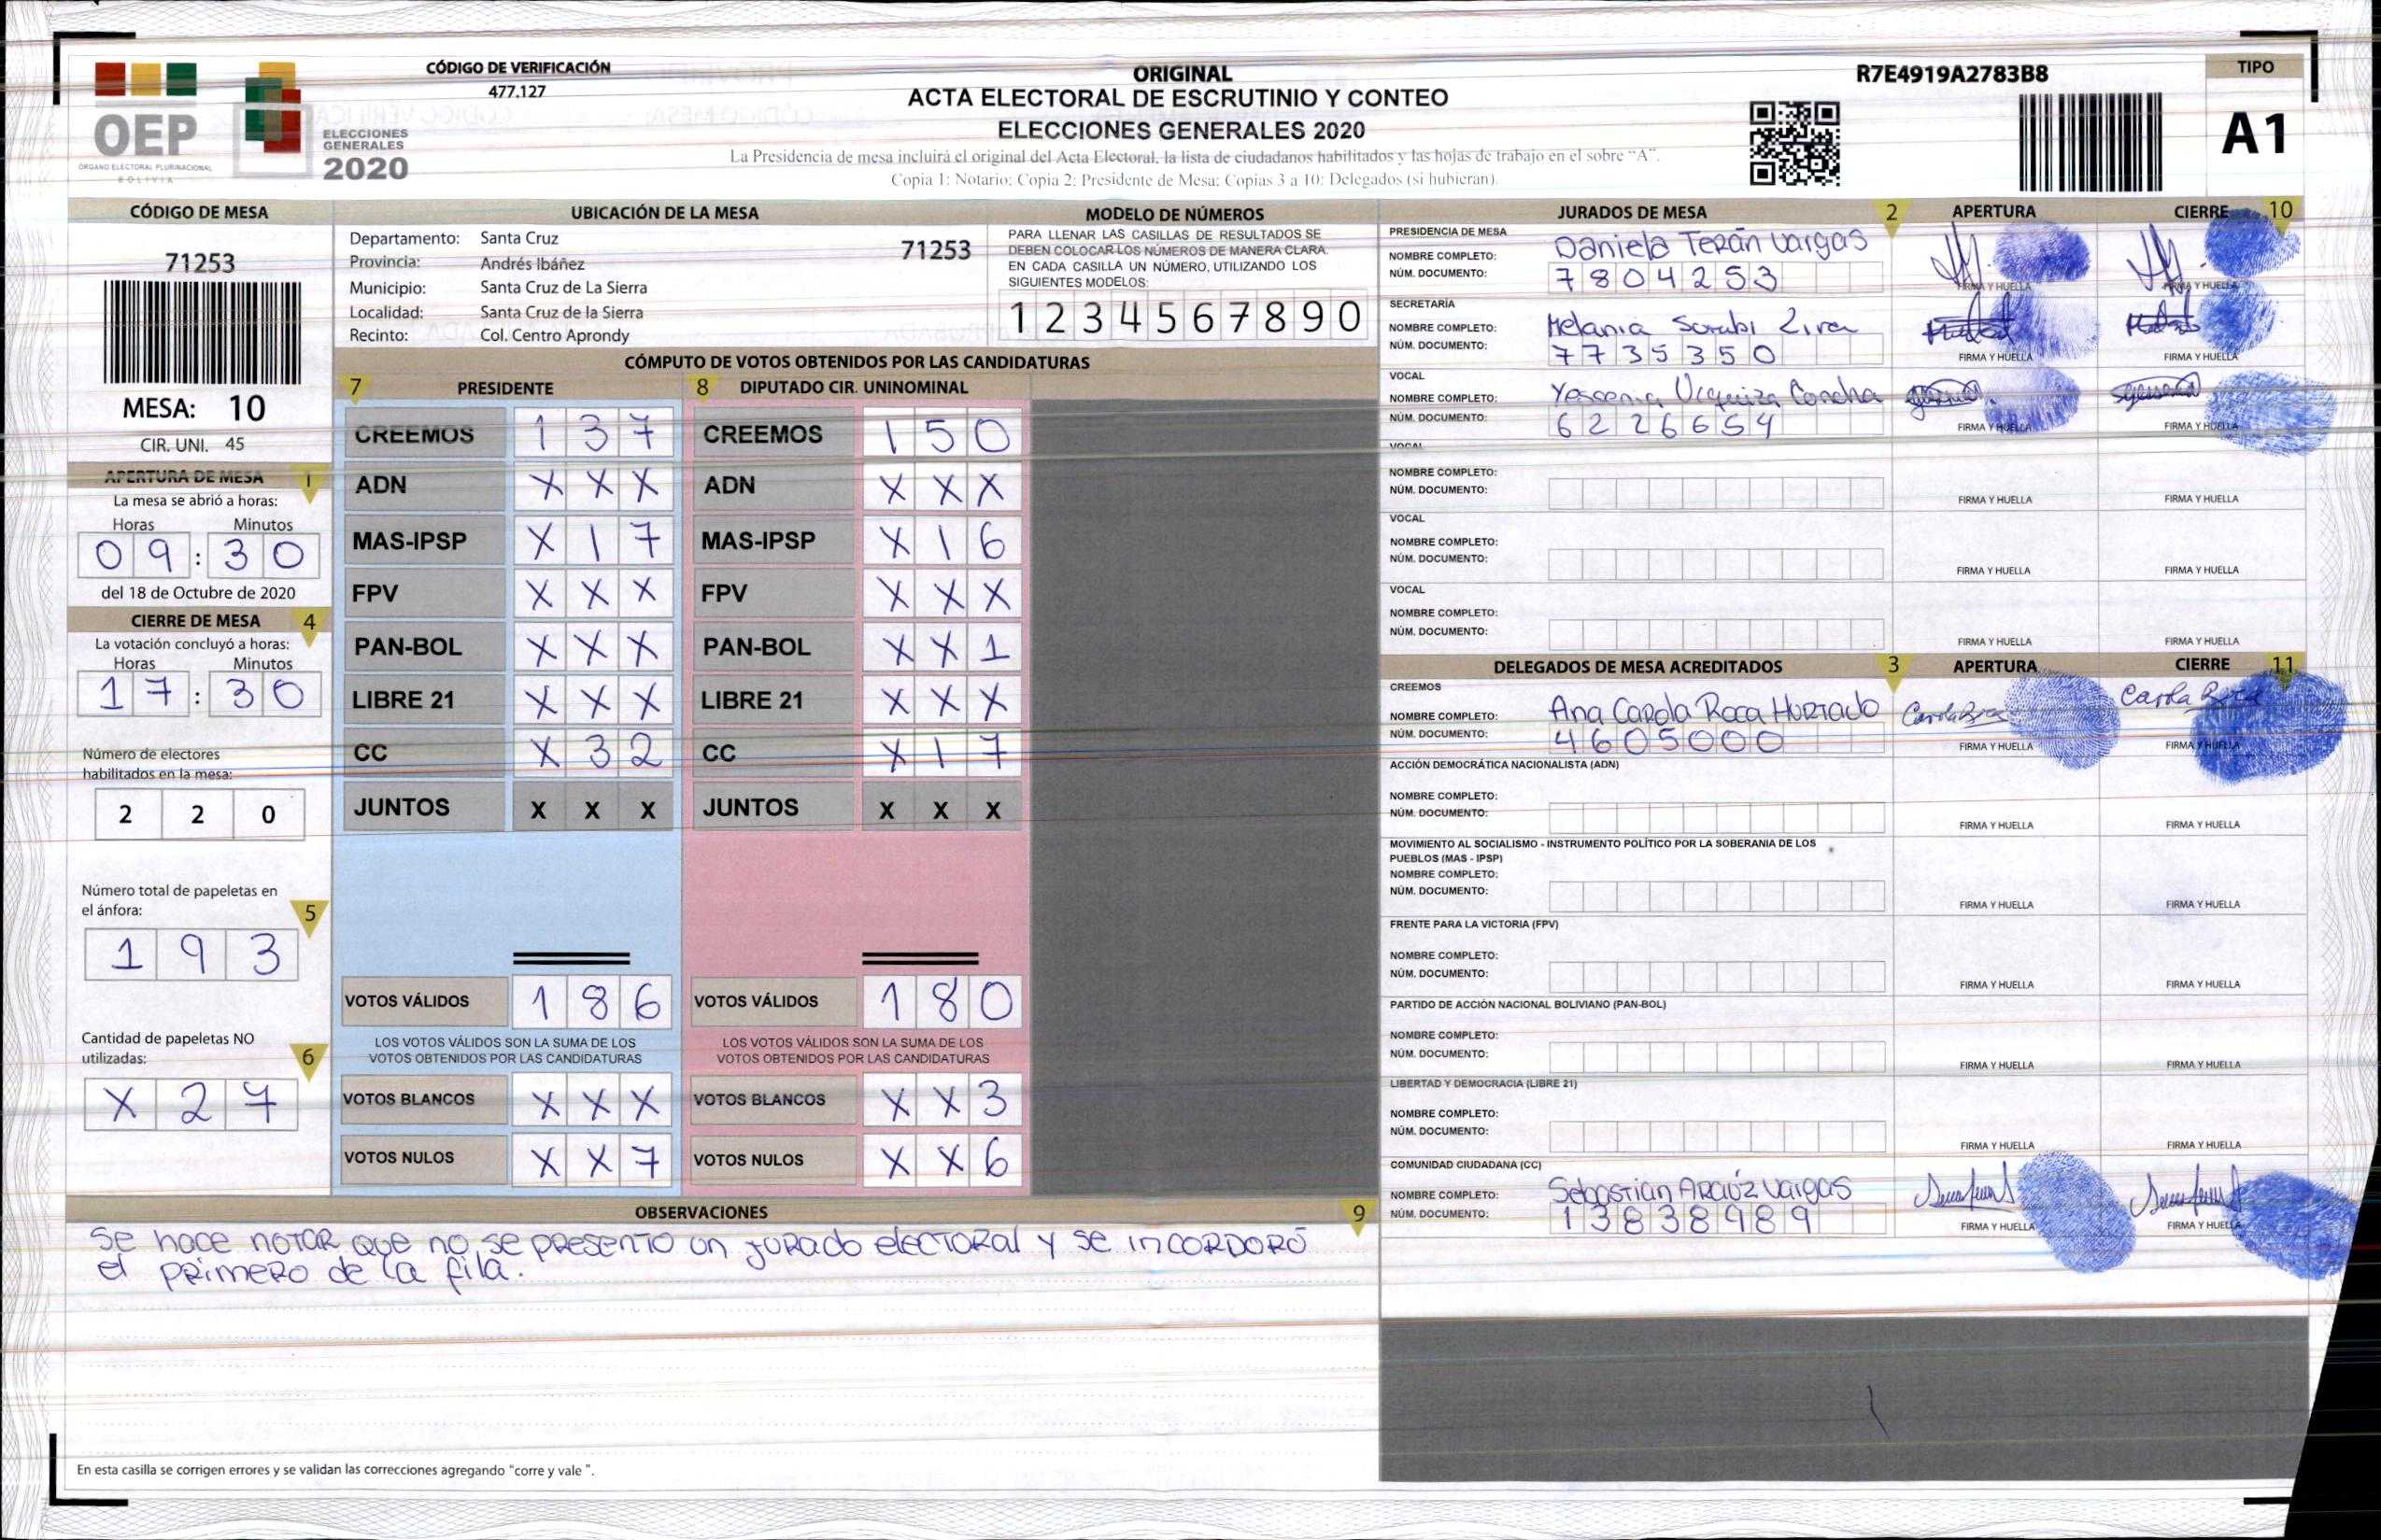 CÓDIGO DE VERIFICACIÓN
477.127
OEP
ÓRGANO ELECTORAL PLURINACIONAL
BOLIVIA
ELECCIONES
GENERALES
2020
ORIGINAL
ACTA ELECTORAL DE ESCRUTINIO Y CONTEO
ELECCIONES GENERALES 2020
La Presidencia de mesa incluirá el original del Acta Electoral, la lista de ciudadanos habilitados y las hojas de trabajo en el sobre "A".
Copia 1: Notario; Copia 2: Presidente de Mesa; Copias 3 a 10: Delegados (si hubieran).
R7E4919A2783B8
TIPO
A1
CÓDIGO DE MESA
71253
MESA: 10
CIR. UNI. 45
APERTURA DE MESA 1
La mesa se abrió a horas:
Horas Minutos
09:30
del 18 de Octubre de 2020
CIERRE DE MESA 4
La votación concluyó a horas:
Horas Minutos
17:30
Número de electores
habilitados en la mesa:
2 2 0
Número total de papeletas en
el ánfora: 5
1 9 3
Cantidad de papeletas NO
utilizadas: 6
X 2 7
UBICACIÓN DE LA MESA
Departamento: Santa Cruz 71253
Provincia: Andrés Ibáñez
Municipio: Santa Cruz de La Sierra
Localidad: Santa Cruz de la Sierra
Recinto: Col. Centro Aprondy
MODELO DE NÚMEROS
PARA LLENAR LAS CASILLAS DE RESULTADOS SE
DEBEN COLOCAR LOS NÚMEROS DE MANERA CLARA.
EN CADA CASILLA UN NÚMERO, UTILIZANDO LOS
SIGUIENTES MODELOS:
1 2 3 4 5 6 7 8 9 0
CÓMPUTO DE VOTOS OBTENIDOS POR LAS CANDIDATURAS
7 PRESIDENTE 8 DIPUTADO CIR. UNINOMINAL
CREEMOS 1 3 7 CREEMOS 1 5 0
ADN X X X ADN X X X
MAS-IPSP X 1 7 MAS-IPSP X 1 6
FPV X X X FPV X X X
PAN-BOL X X X PAN-BOL X X 1
LIBRE 21 X X X LIBRE 21 X X X
CC X 3 2 CC X 1 7
JUNTOS X X X JUNTOS X X X
VOTOS VÁLIDOS 1 8 6 VOTOS VÁLIDOS 1 8 0
LOS VOTOS VÁLIDOS SON LA SUMA DE LOS LOS VOTOS VÁLIDOS SON LA SUMA DE LOS
VOTOS OBTENIDOS POR LAS CANDIDATURAS VOTOS OBTENIDOS POR LAS CANDIDATURAS
VOTOS BLANCOS X X X VOTOS BLANCOS X X 3
VOTOS NULOS X X 7 VOTOS NULOS X X 6
OBSERVACIONES 9
Se hace notar que no se presento un jurado electoral y se incordoró
el primero de la fila.
En esta casilla se corrigen errores y se validan las correcciones agregando "corre y vale ".
JURADOS DE MESA 2 APERTURA CIERRE 10
PRESIDENCIA DE MESA
NOMBRE COMPLETO: Daniela Terán Vargas
NÚM. DOCUMENTO: 7804253
FIRMA Y HUELLA FIRMA Y HUELLA
SECRETARÍA
NOMBRE COMPLETO: Melania
NÚM. DOCUMENTO: 7735350
FIRMA Y HUELLA FIRMA Y HUELLA
VOCAL
NOMBRE COMPLETO: Yessenia Urquiza Concha
NÚM. DOCUMENTO: 6226654
FIRMA Y HUELLA FIRMA Y HUELLA
VOCAL
NOMBRE COMPLETO:
NÚM. DOCUMENTO:
FIRMA Y HUELLA FIRMA Y HUELLA
VOCAL
NOMBRE COMPLETO:
NÚM. DOCUMENTO:
FIRMA Y HUELLA FIRMA Y HUELLA
VOCAL
NOMBRE COMPLETO:
NÚM. DOCUMENTO:
FIRMA Y HUELLA FIRMA Y HUELLA
DELEGADOS DE MESA ACREDITADOS 3 APERTURA CIERRE 11
CREEMOS
NOMBRE COMPLETO: Ana Carola Roca Hurtado
NÚM. DOCUMENTO: 4605000
FIRMA Y HUELLA FIRMA Y HUELLA
ACCIÓN DEMOCRÁTICA NACIONALISTA (ADN)
NOMBRE COMPLETO:
NÚM. DOCUMENTO:
FIRMA Y HUELLA FIRMA Y HUELLA
MOVIMIENTO AL SOCIALISMO - INSTRUMENTO POLÍTICO POR LA SOBERANIA DE LOS
PUEBLOS (MAS - IPSP)
NOMBRE COMPLETO:
NÚM. DOCUMENTO:
FIRMA Y HUELLA FIRMA Y HUELLA
FRENTE PARA LA VICTORIA (FPV)
NOMBRE COMPLETO:
NÚM. DOCUMENTO:
FIRMA Y HUELLA FIRMA Y HUELLA
PARTIDO DE ACCIÓN NACIONAL BOLIVIANO (PAN-BOL)
NOMBRE COMPLETO:
NÚM. DOCUMENTO:
FIRMA Y HUELLA FIRMA Y HUELLA
LIBERTAD Y DEMOCRACIA (LIBRE 21)
NOMBRE COMPLETO:
NÚM. DOCUMENTO:
FIRMA Y HUELLA FIRMA Y HUELLA
COMUNIDAD CIUDADANA (CC)
NOMBRE COMPLETO: Sebastian Araúz Vargas
NÚM. DOCUMENTO: 13838989
FIRMA Y HUELLA FIRMA Y HUELLA